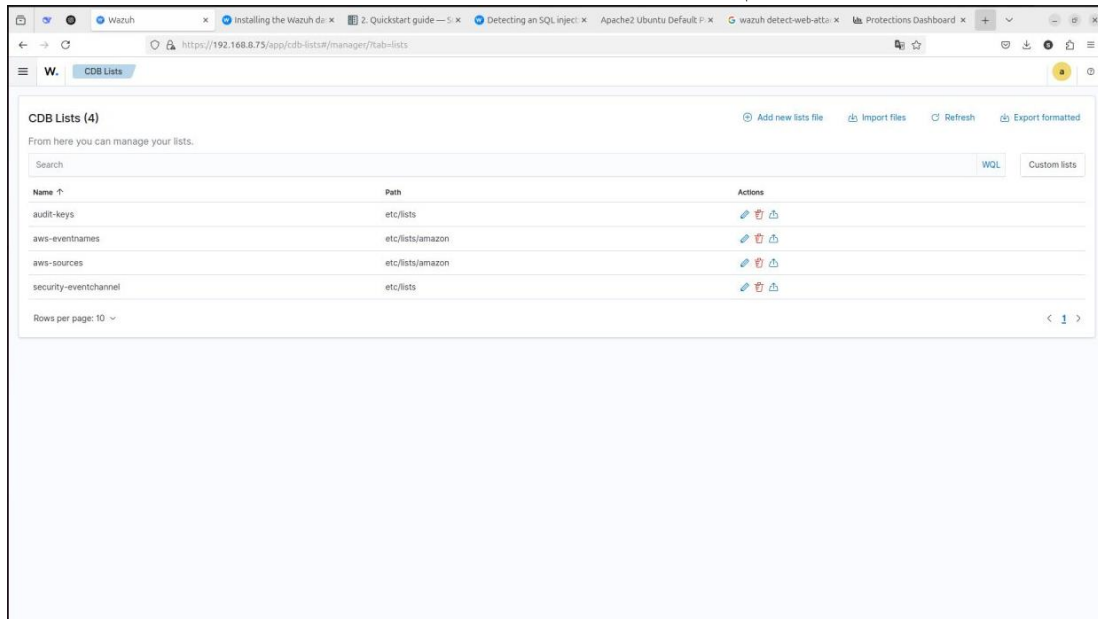 Wazuh
Installing the Wazuh da
2. Quickstart guide — S
Detecting an SQL inject
Apache2 Ubuntu Default P
wazuh detect-web-atta
Protections Dashboard
https://192.168.8.75/app/cdb-lists#/manager/?tab=lists
W. CDB Lists
a
CDB Lists (4)
Add new lists file
Import files
Refresh
Export formatted
From here you can manage your lists.
Search WQL Custom lists
Name Path Actions
audit-keys etc/lists
aws-eventnames etc/lists/amazon
aws-sources etc/lists/amazon
security-eventchannel etc/lists
Rows per page: 10
1